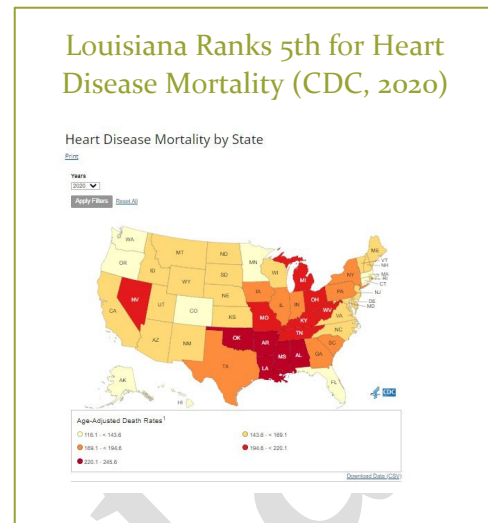 Louisiana Ranks 5th for Heart
Disease Mortality (CDC, 2020)
Heart Disease Mortality by State
Print
Years
2020
Apply Filters Reset All
WA
OR
CA
NV
ID
MT
WY
UT
AZ
CO
NM
ND
SD
NE
KS
OK
TX
MN
IA
MO
AR
LA
WI
IL
IN
MI
OH
KY
TN
MS
AL
GA
FL
SC
NC
VA
WV
PA
NY
ME
VT
NH
MA
RI
CT
NJ
DE
MD
AK
HI
CDC
Age-Adjusted Death Rates1
118.1 - < 143.6
143.6 - < 169.1
169.1 - < 194.6
194.6 - < 220.1
220.1 - 245.6
Download Data (CSV)